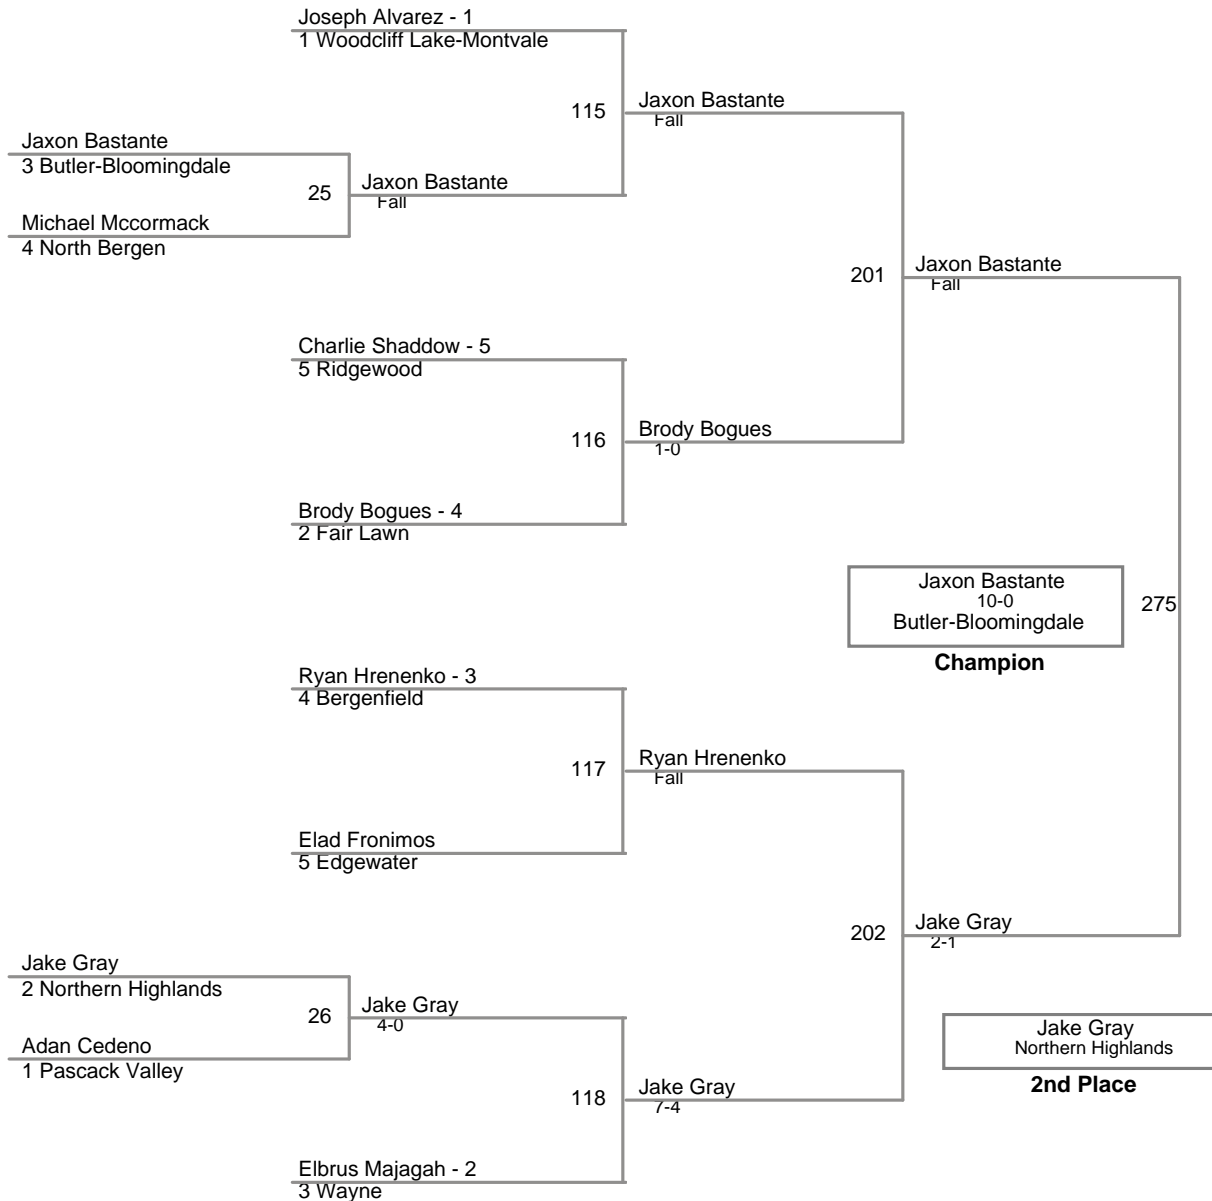 Joseph Alvarez - 1
1 Woodcliff Lake-Montvale
115
Jaxon Bastante
Fall
Jaxon Bastante
3 Butler-Bloomingdale
25
Jaxon Bastante
Fall
Michael Mccormack
4 North Bergen
201
Jaxon Bastante
Fall
Charlie Shaddow - 5
5 Ridgewood
116
Brody Bogues
1-0
Brody Bogues - 4
2 Fair Lawn
Jaxon Bastante
10-0
Butler-Bloomingdale
275
Champion
Ryan Hrenenko - 3
4 Bergenfield
117
Ryan Hrenenko
Fall
Elad Fronimos
5 Edgewater
202
Jake Gray
2-1
Jake Gray
2 Northern Highlands
26
Jake Gray
4-0
Adan Cedeno
1 Pascack Valley
Jake Gray
Northern Highlands
2nd Place
118
Jake Gray
7-4
Elbrus Majagah - 2
3 Wayne